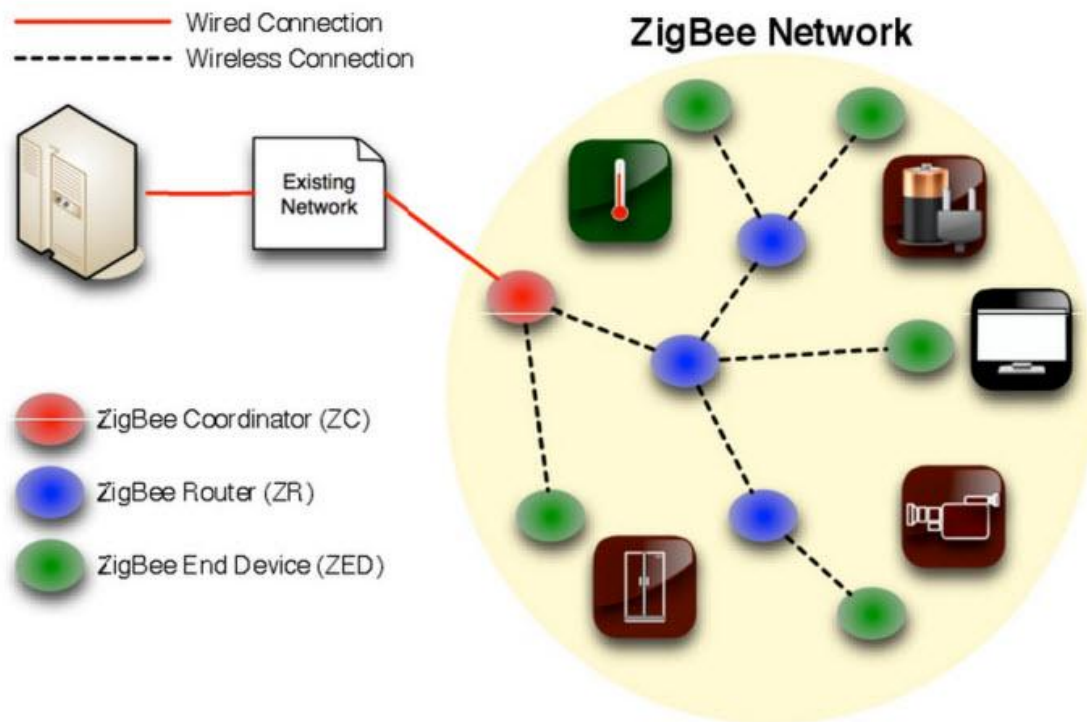 Wired Connection
Wireless Connection
ZigBee Network
Existing
Network
ZigBee Coordinator (ZC)
ZigBee Router (ZR)
ZigBee End Device (ZED)